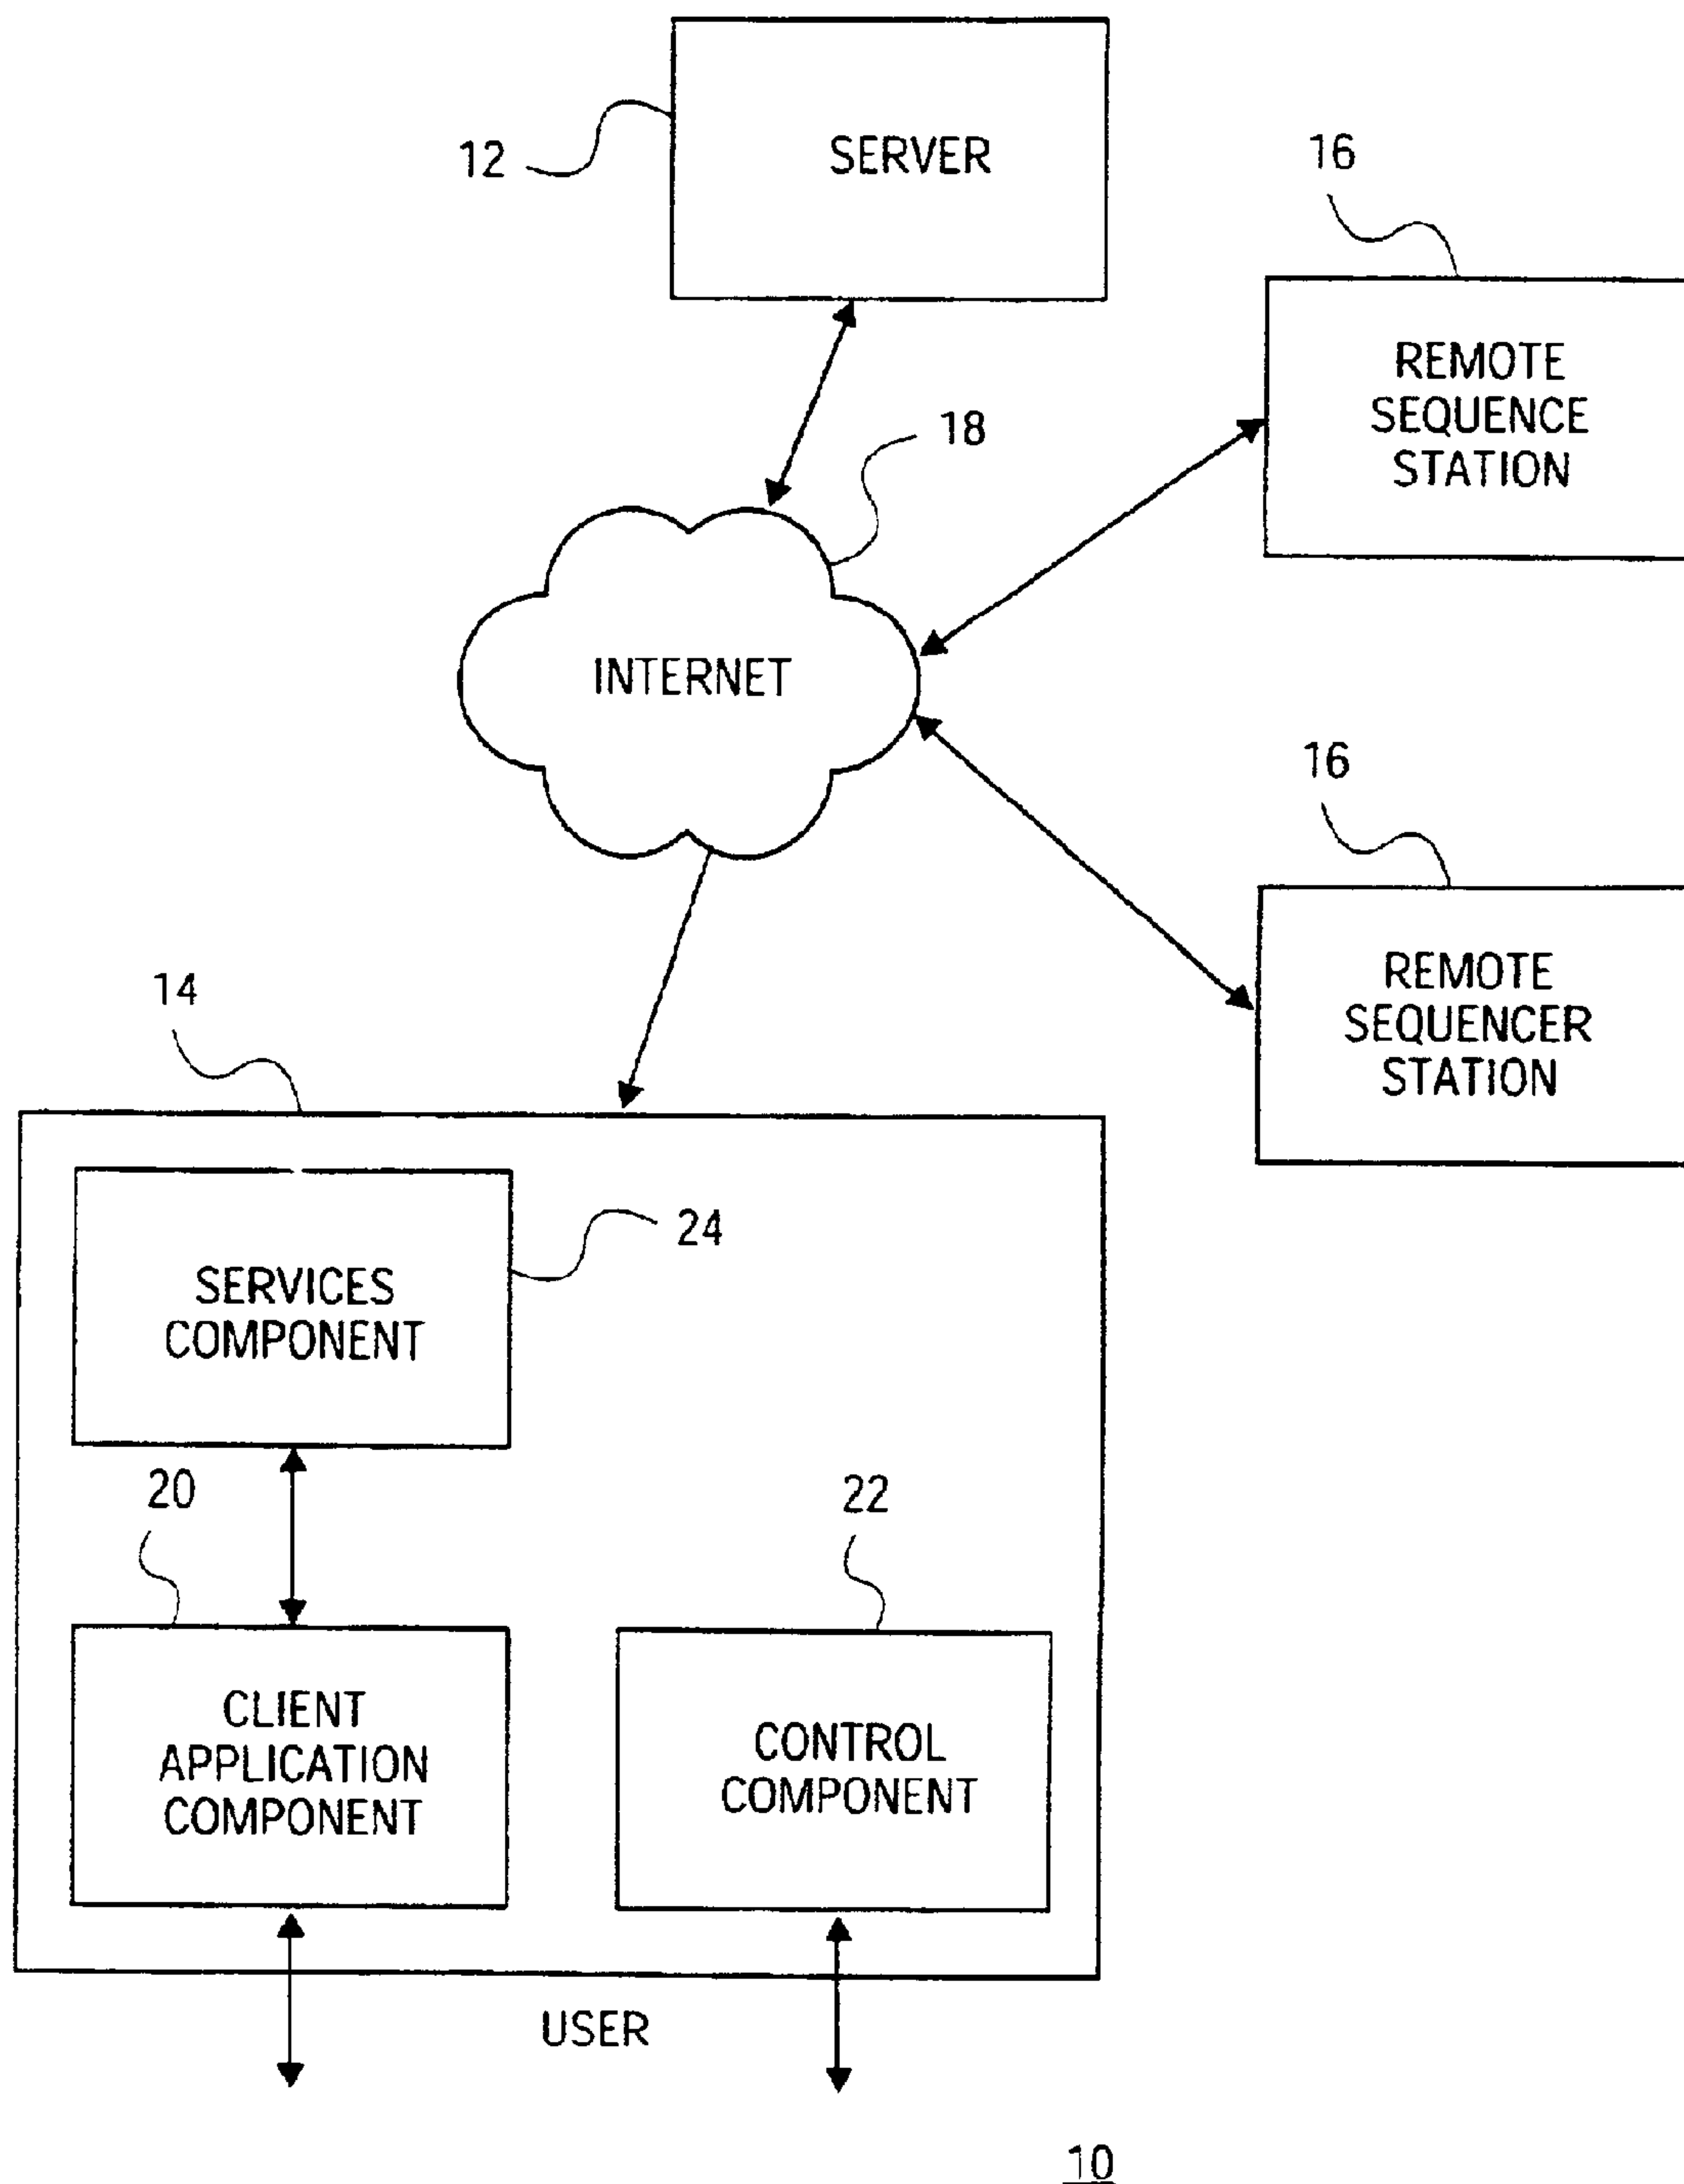 SERVER
12
16
REMOTE
SEQUENCE
STATION
18
INTERNET
16
REMOTE
SEQUENCER
STATION
14
24
SERVICES
COMPONENT
20
22
CLIENT
APPLICATION
COMPONENT
CONTROL
COMPONENT
USER
10